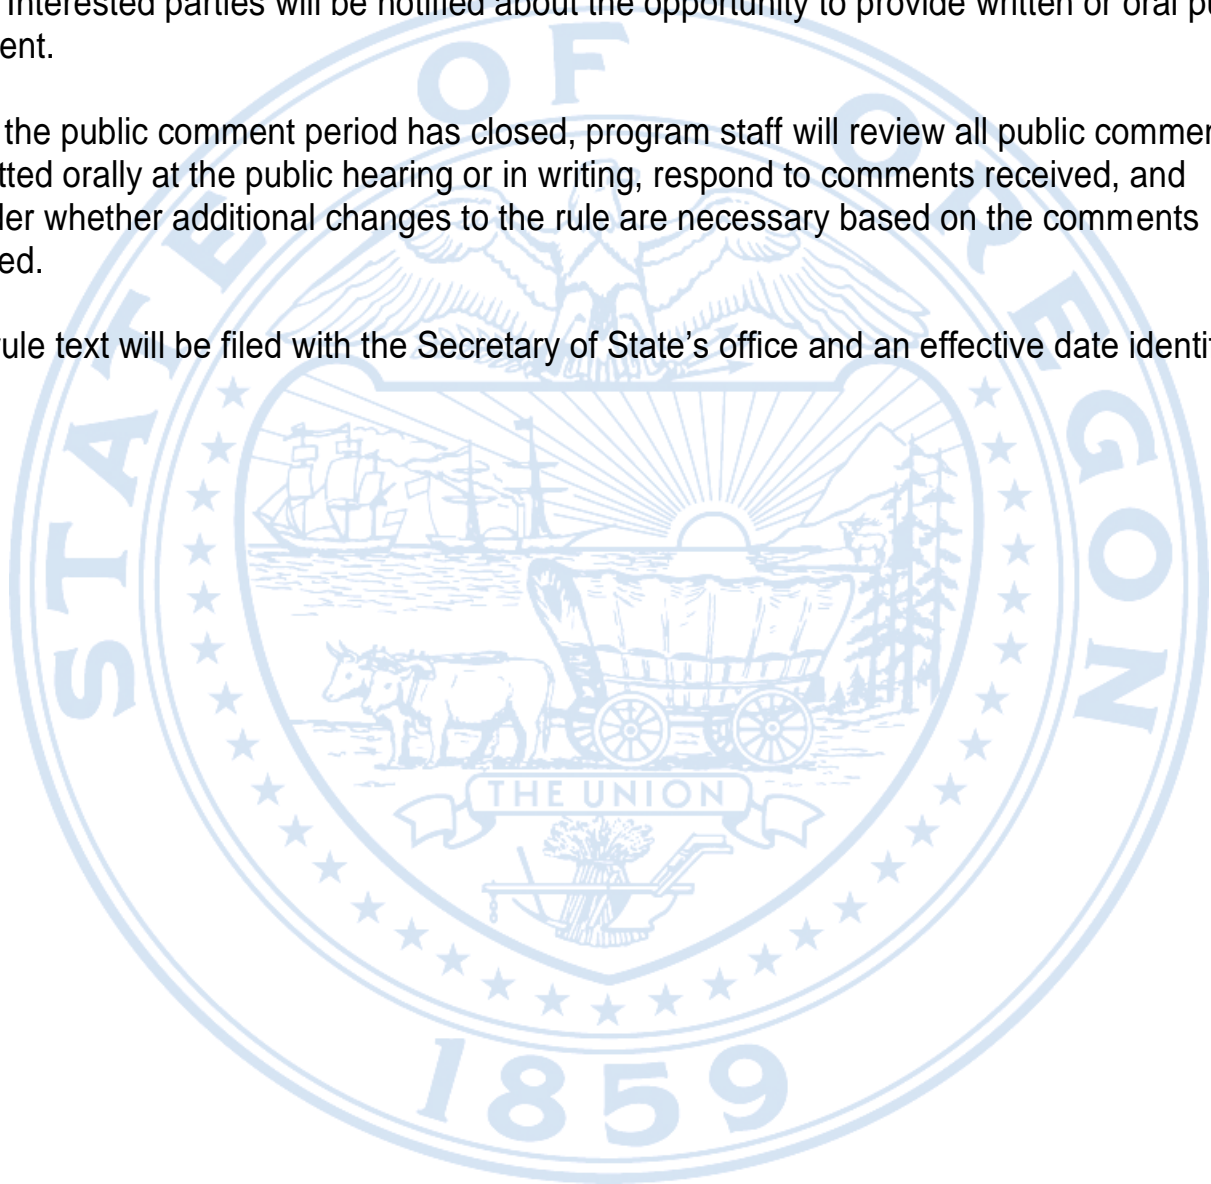 Interested parties will be notified about the opportunity to provide written or oral pu
ent.
the public comment period has closed, program staff will review all public commen
tted orally at the public hearing or in writing, respond to comments received, and
der whether additional changes to the rule are necessary based on the comments
ed.
rule text will be filed with the Secretary of State’s office and an effective date identif
STATE OF OREGON
THE UNION
1859